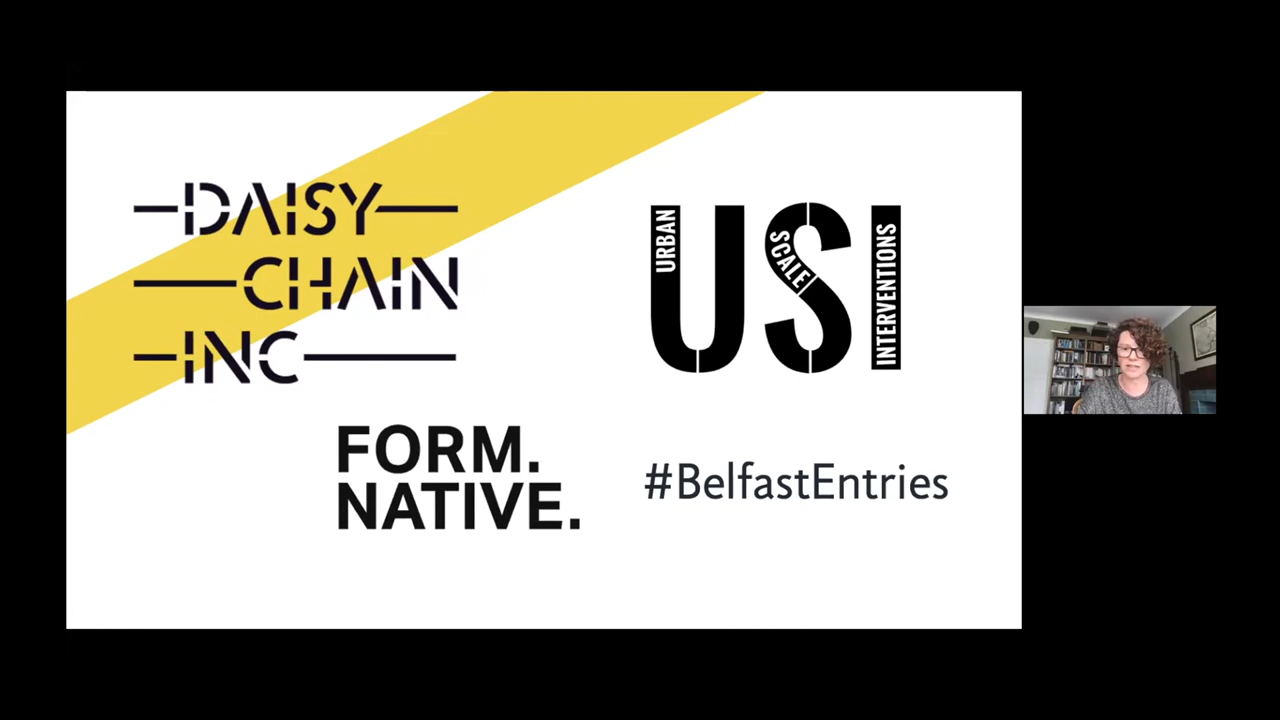 DAISY
CHAIN
INC
URBAN
SCALE
INTERVENTIONS
USI
FORM.
NATIVE.
#BelfastEntries